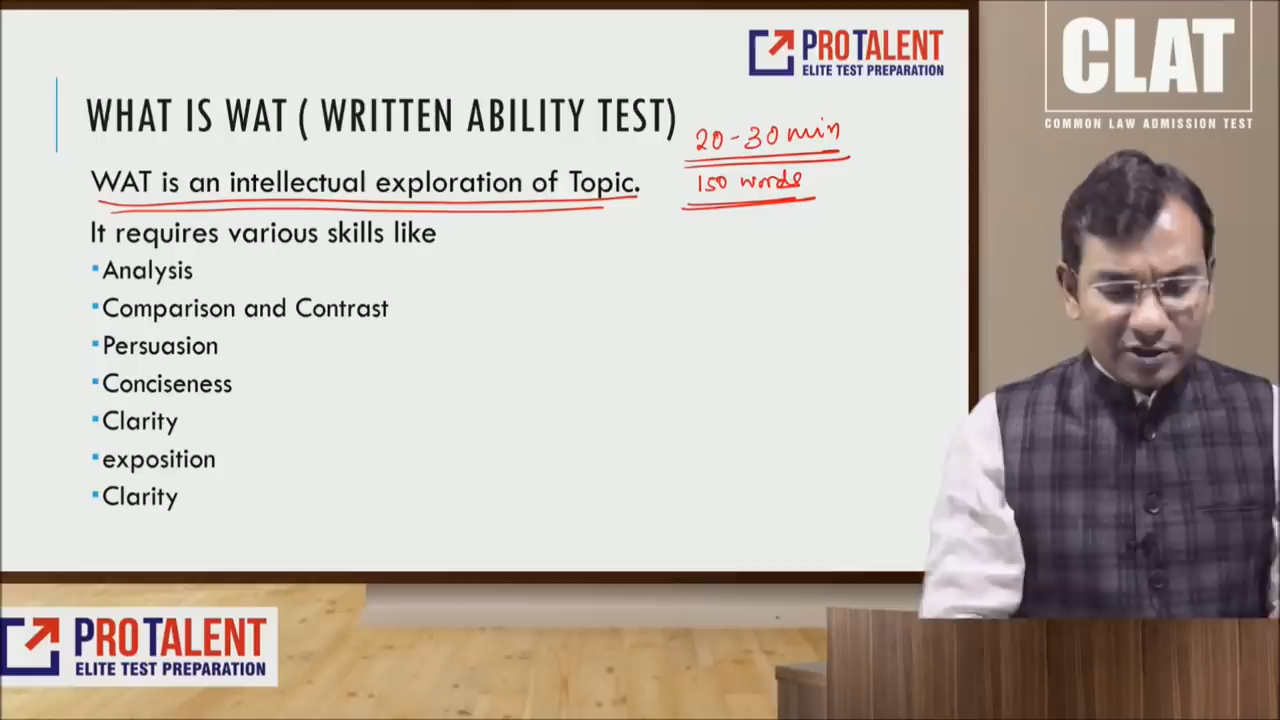 PROTALENT
ELITE TEST PREPARATION
CLAT
COMMON LAW ADMISSION TEST
WHAT IS WAT ( WRITTEN ABILITY TEST)
20-30 min
WAT is an intellectual exploration of Topic.
150 words
It requires various skills like
Analysis
Comparison and Contrast
Persuasion
Conciseness
Clarity
exposition
Clarity
PROTALENT
ELITE TEST PREPARATION